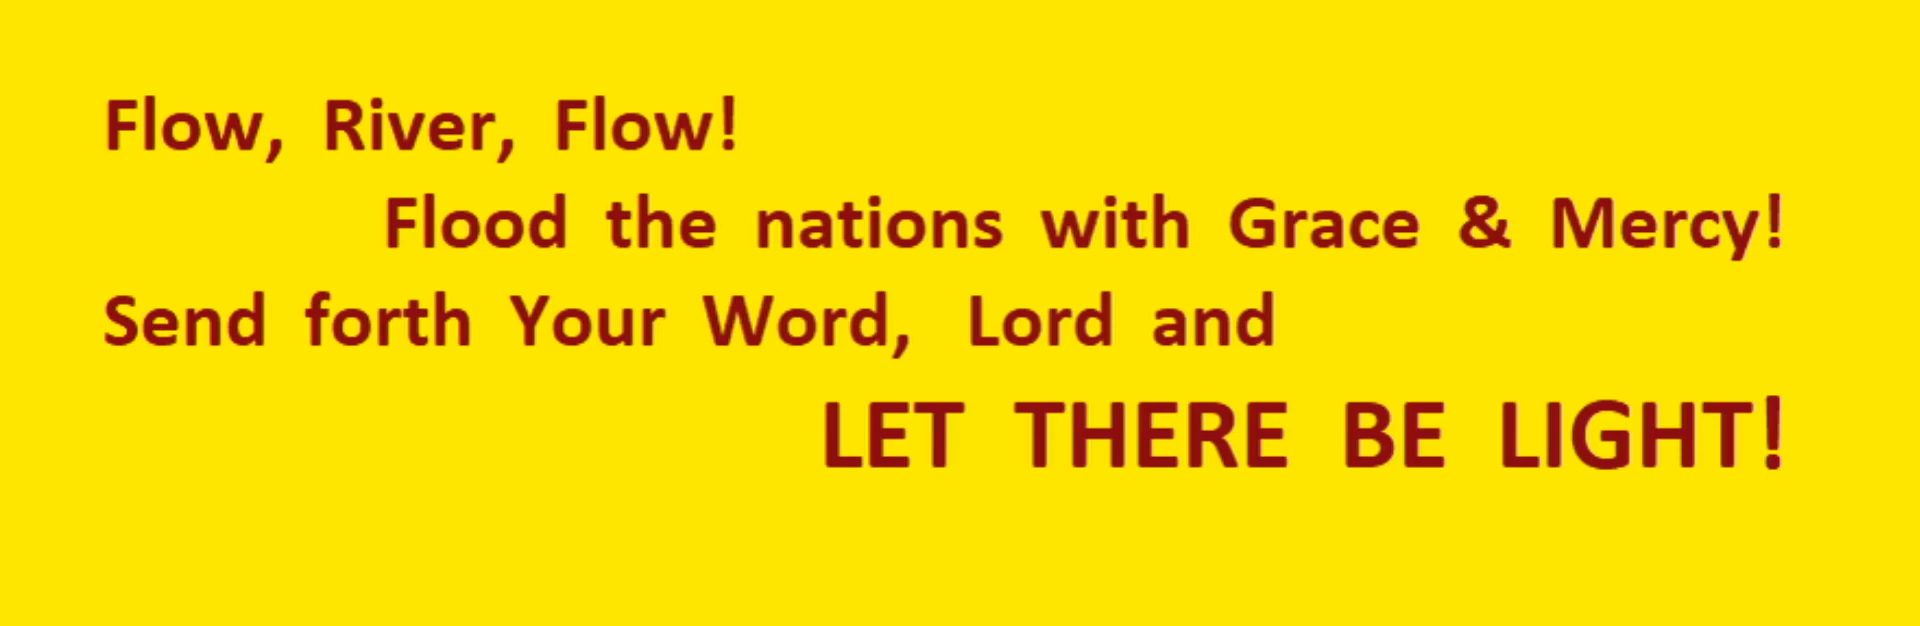 Flow, River, Flow!
Flood the nations with Grace & Mercy!
Send forth Your Word, Lord and
LET THERE BE LIGHT!